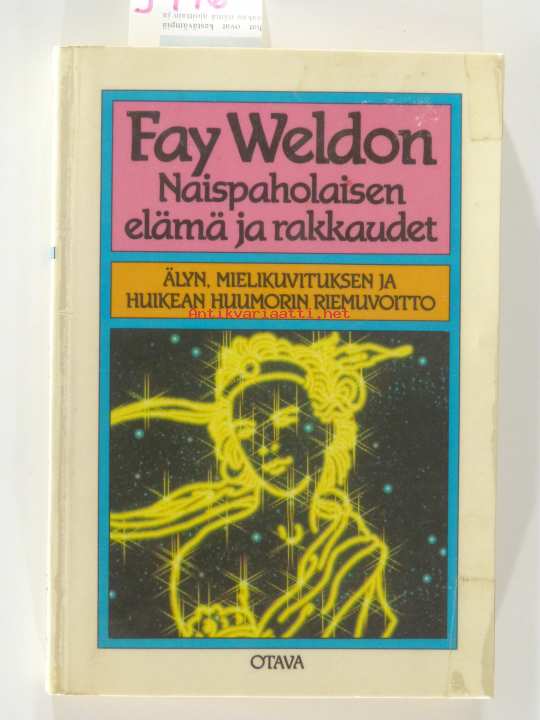 Fay Weldon
Naispaholaisen
elämä ja rakkaudet
ÄLYN, MIELIKUVITUKSEN JA
HUIKEAN HUUMORIN RIEMUVOITTO
Antikvariaatti.net
OTAVA